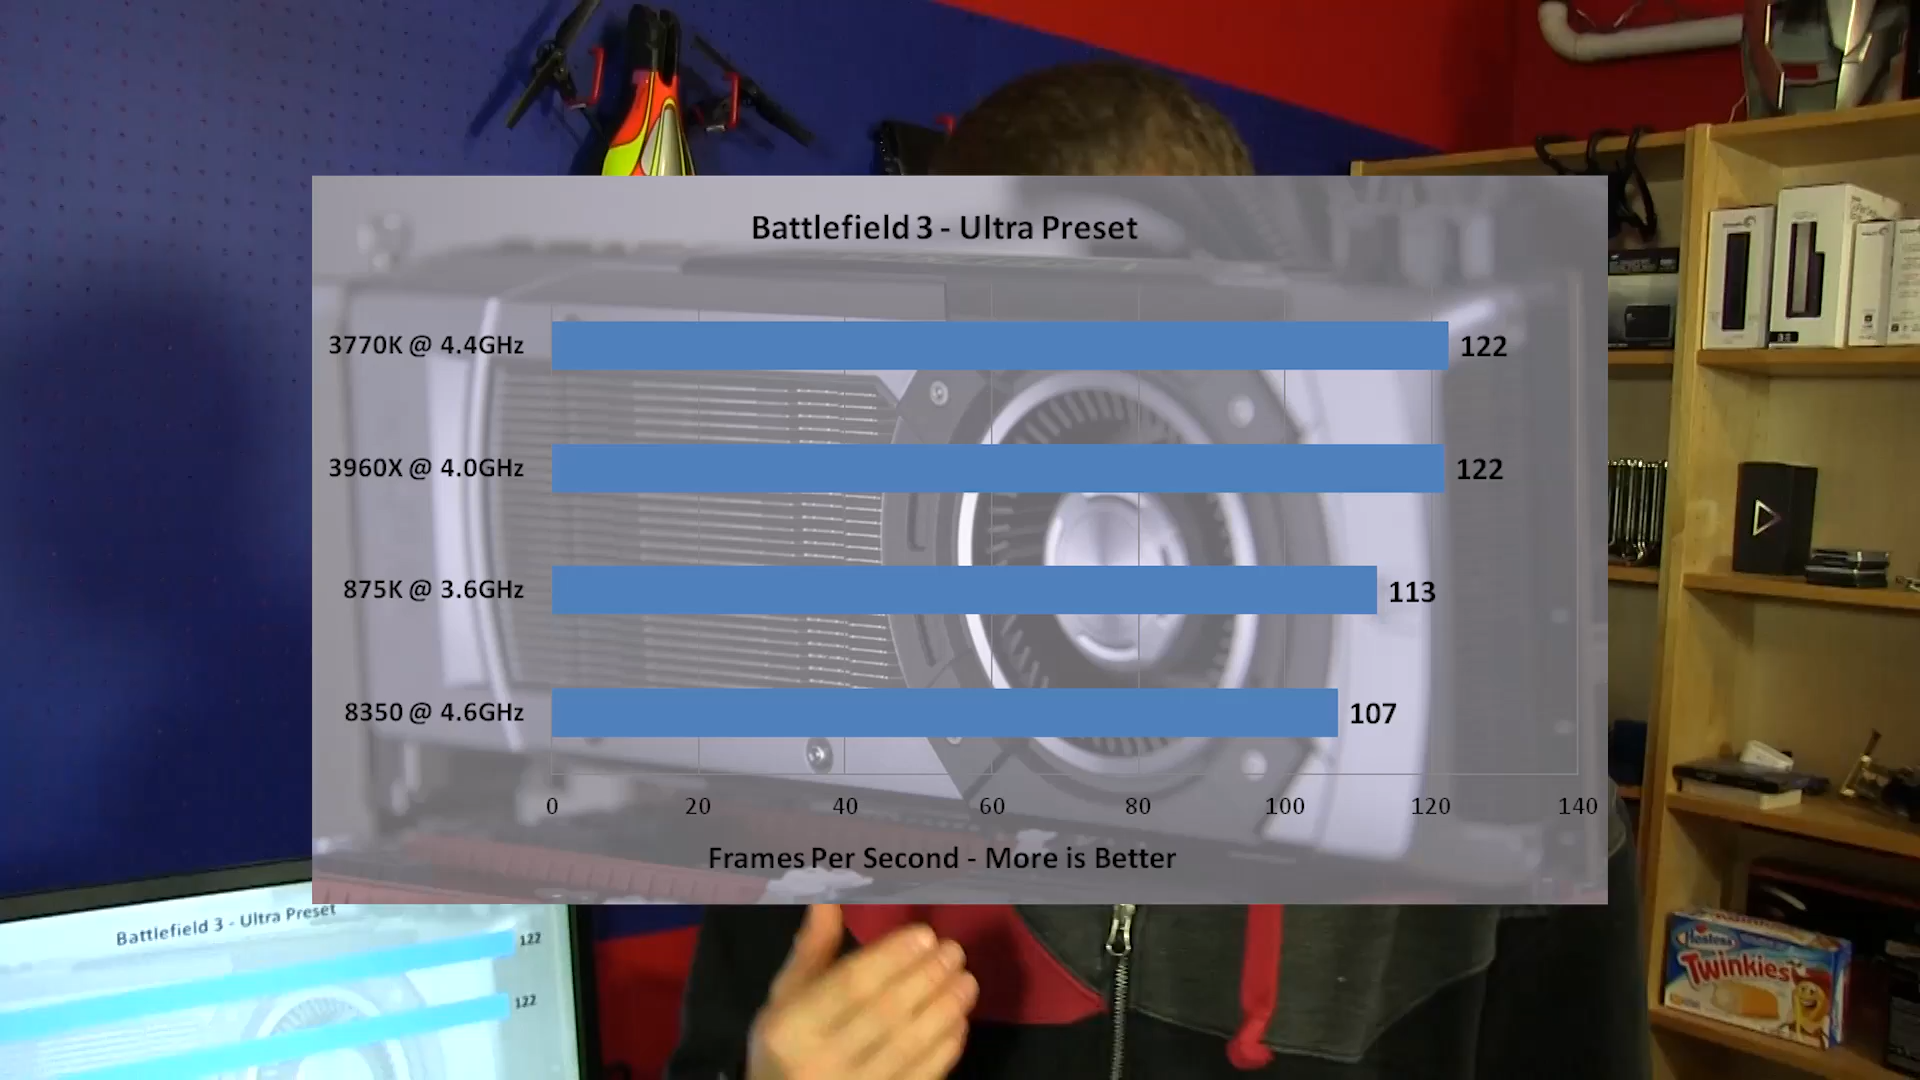 Battlefield 3 - Ultra Preset
3770K @ 4.4GHz 122
3960X @ 4.0GHz 122
875K @ 3.6GHz 113
8350 @ 4.6GHz 107
0 20 40 60 80 100 120 140
Frames Per Second - More is Better
Battlefield 3 - Ultra Preset
122
122
Hostess
Twinkies